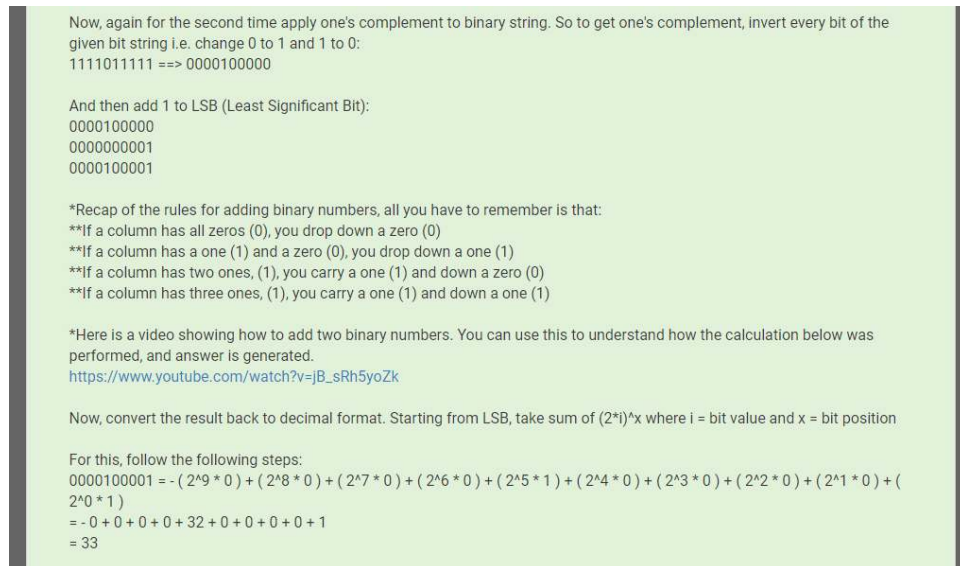 Now, again for the second time apply one's complement to binary string. So to get one's complement, invert every bit of the
given bit string i.e. change 0 to 1 and 1 to 0:
1111011111 ==> 0000100000
And then add 1 to LSB (Least Significant Bit):
0000100000
0000000001
0000100001
*Recap of the rules for adding binary numbers, all you have to remember is that:
**If a column has all zeros (0), you drop down a zero (0)
**If a column has a one (1) and a zero (0), you drop down a one (1)
**If a column has two ones, (1), you carry a one (1) and down a zero (0)
**If a column has three ones, (1), you carry a one (1) and down a one (1)
*Here is a video showing how to add two binary numbers. You can use this to understand how the calculation below was
performed, and answer is generated.
https://www.youtube.com/watch?v=jB_sRh5yoZk
Now, convert the result back to decimal format. Starting from LSB, take sum of (2*i)^x where i = bit value and x = bit position
For this, follow the following steps:
0000100001 = - ( 2^9 * 0 ) + ( 2^8 * 0 ) + ( 2^7 * 0 ) + ( 2^6 * 0 ) + ( 2^5 * 1 ) + ( 2^4 * 0 ) + ( 2^3 * 0 ) + ( 2^2 * 0 ) + ( 2^1 * 0 ) + (
2^0 * 1 )
= - 0 + 0 + 0 + 0 + 32 + 0 + 0 + 0 + 0 + 1
= 33